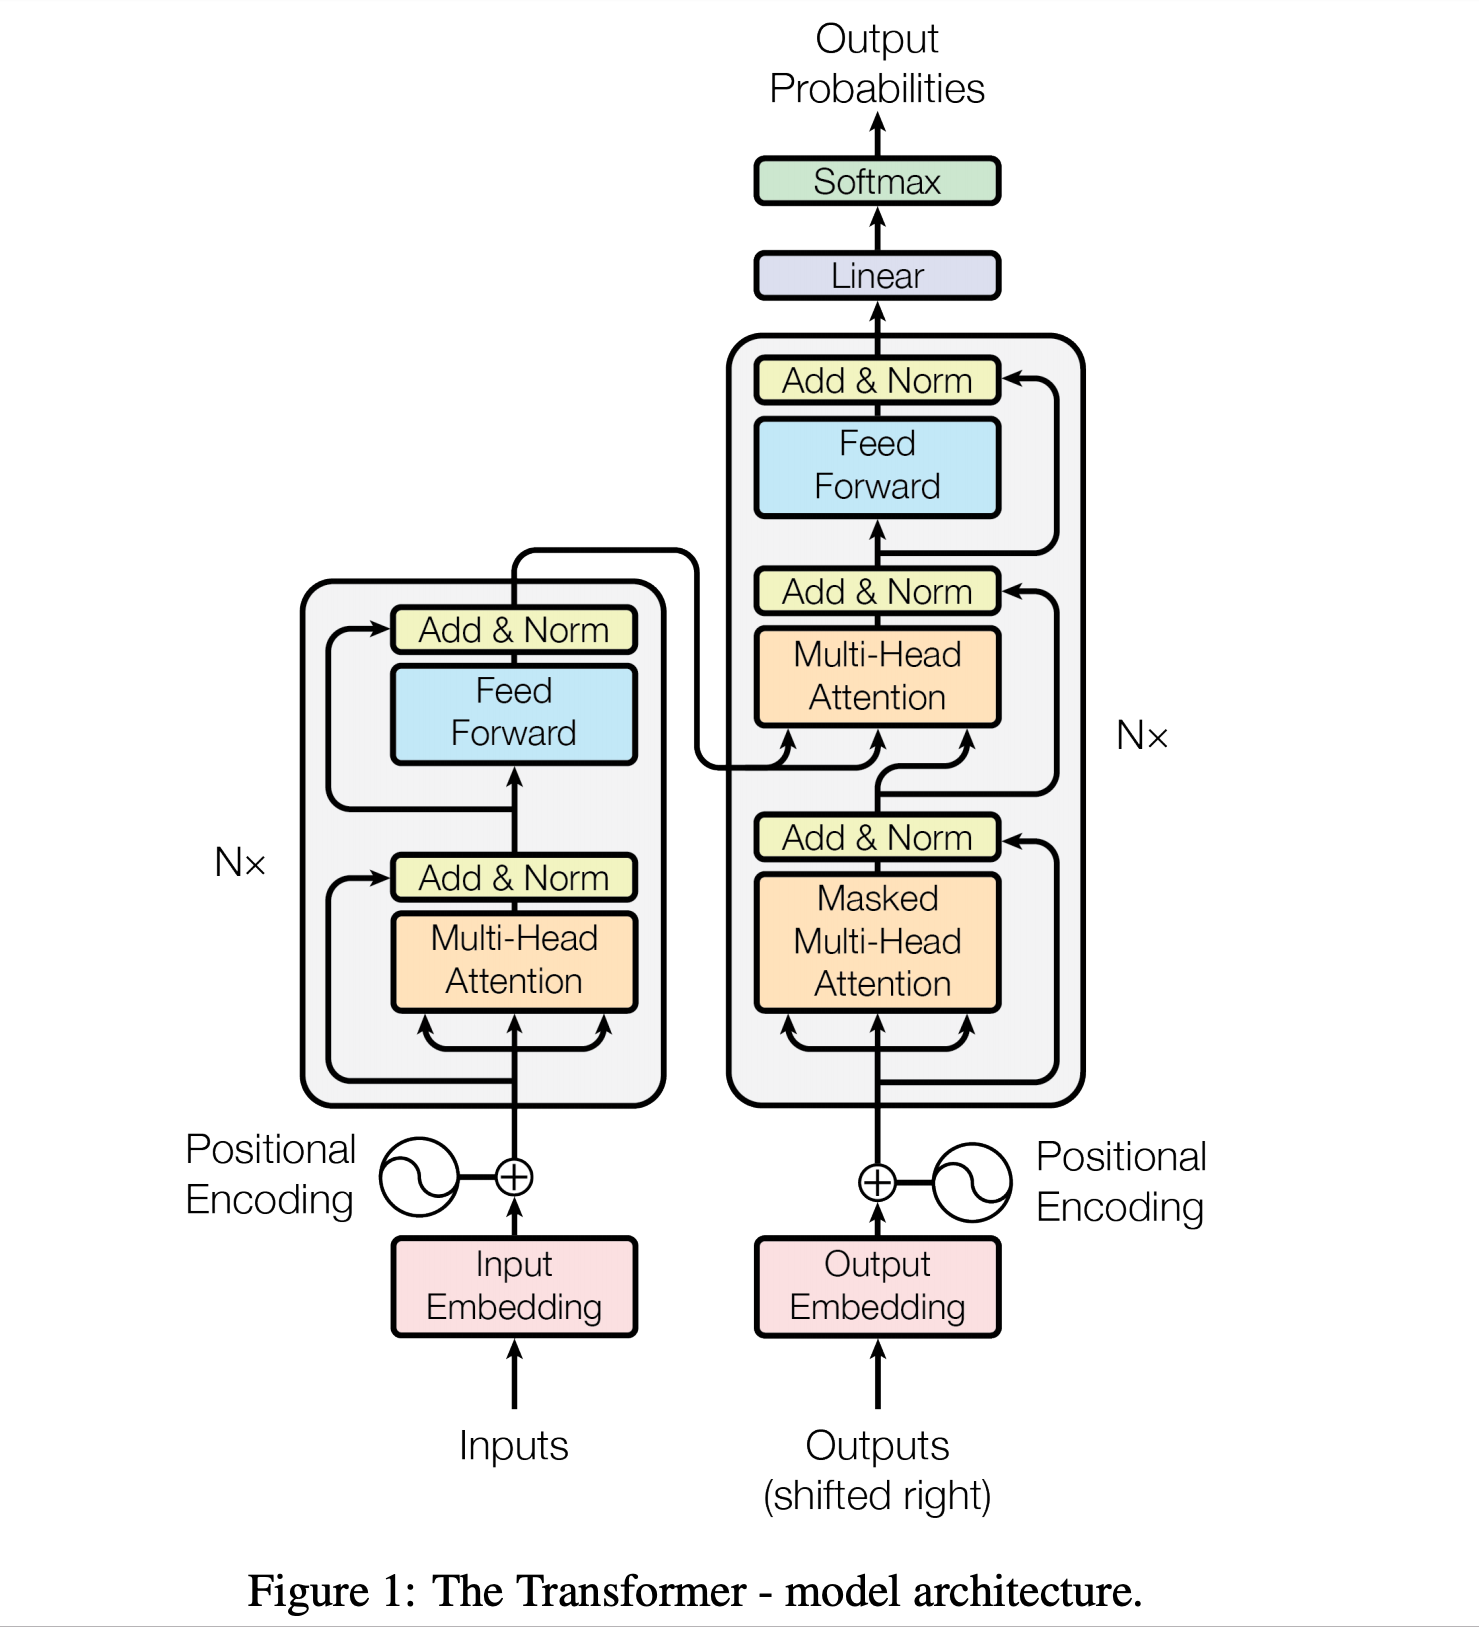 Output
Probabilities
Softmax
Linear
Add & Norm
Feed
Forward
Add & Norm
Multi-Head
Attention
N×
Add & Norm
Masked
Multi-Head
Attention
Add & Norm
Feed
Forward
N×
Add & Norm
Multi-Head
Attention
Positional
Encoding
Positional
Encoding
Input
Embedding
Output
Embedding
Inputs
Outputs
(shifted right)
Figure 1: The Transformer - model architecture.